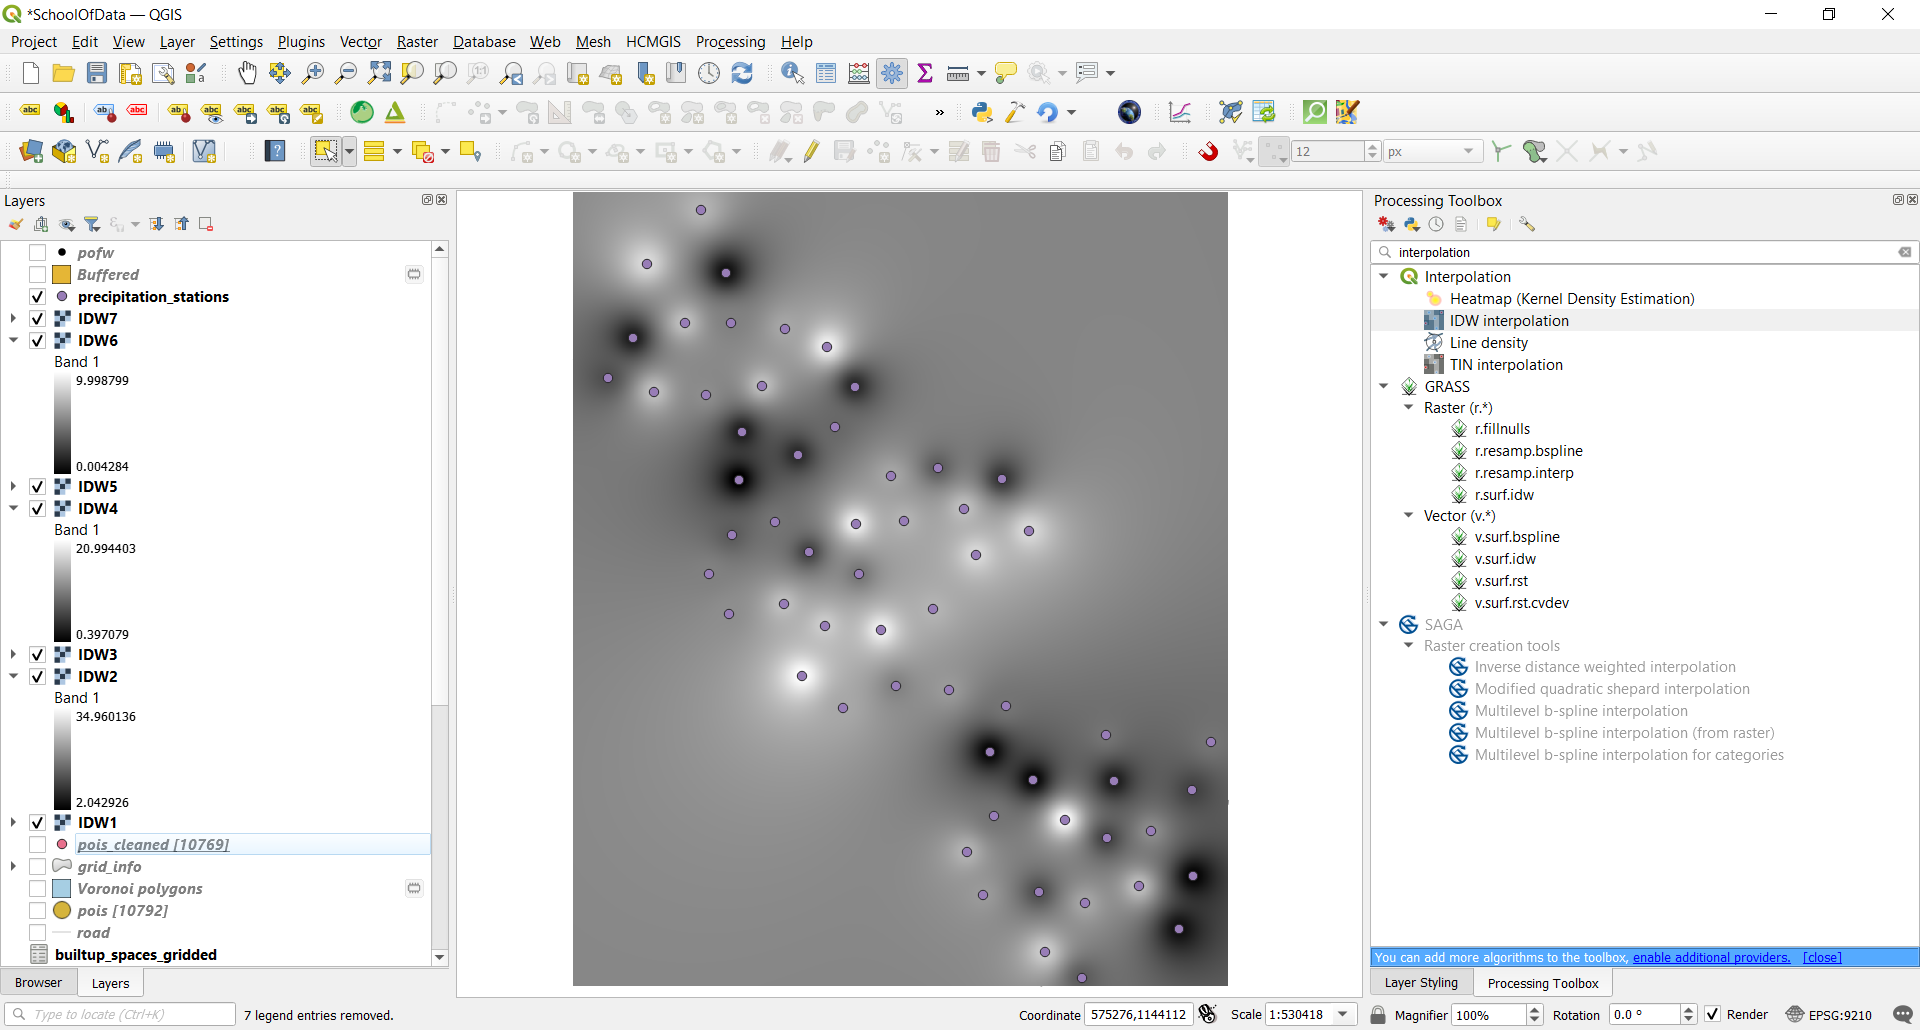 *SchoolOfData — QGIS
Project Edit View Layer Settings Plugins Vector Raster Database Web Mesh HCMGIS Processing Help
12 px
Layers
pofw
Buffered
precipitation_stations
IDW7
IDW6
Band 1
9.998799
0.004284
IDW5
IDW4
Band 1
20.994403
0.397079
IDW3
IDW2
Band 1
34.960136
2.042926
IDW1
pois_cleaned [10769]
grid_info
Voronoi polygons
pois [10792]
road
builtup_spaces_gridded
Browser Layers
Processing Toolbox
interpolation
Interpolation
Heatmap (Kernel Density Estimation)
IDW interpolation
Line density
TIN interpolation
GRASS
Raster (r.*)
r.fillnulls
r.resamp.bspline
r.resamp.interp
r.surf.idw
Vector (v.*)
v.surf.bspline
v.surf.idw
v.surf.rst
v.surf.rst.cvdev
SAGA
Raster creation tools
Inverse distance weighted interpolation
Modified quadratic shepard interpolation
Multilevel b-spline interpolation
Multilevel b-spline interpolation (from raster)
Multilevel b-spline interpolation for categories
You can add more algorithms to the toolbox, enable additional providers. [close]
Layer Styling Processing Toolbox
Type to locate (Ctrl+K) 7 legend entries removed. Coordinate 575276,1144112 Scale 1:530418 Magnifier 100% Rotation 0.0 ° Render EPSG:9210